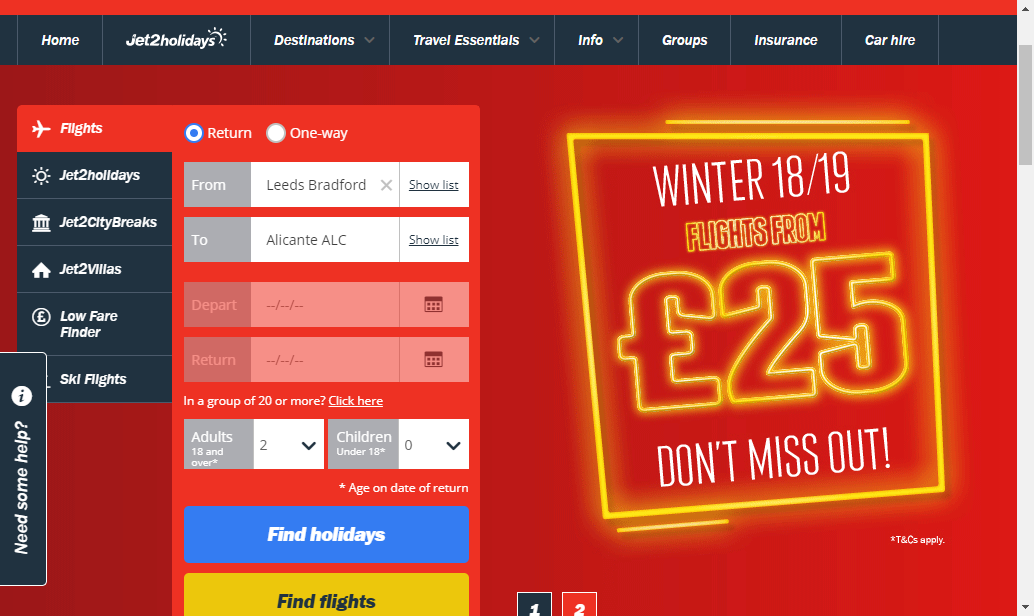 Home
Jet2holidays
Destinations
Travel Essentials
Info
Groups
Insurance
Car hire
Flights
Jet2holidays
Jet2CityBreaks
Jet2Villas
Low Fare
Finder
Ski Flights
Need some help?
Return
One-way
From
Leeds Bradford
Show list
To
Alicante ALC
Show list
Depart
--/--/--
Return
--/--/--
In a group of 20 or more? Click here
Adults
18 and
over*
2
Children
Under 18*
0
* Age on date of return
Find holidays
Find flights
WINTER 18/19
FLIGHTS FROM
£25
DON'T MISS OUT!
*T&Cs apply.
1
2